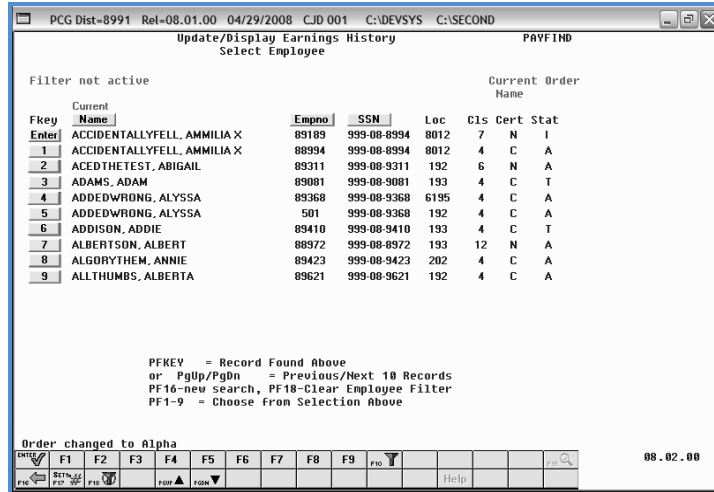 PCG Dist=8991 Rel=08.01.00 04/29/2008 CJD 001 C:\DEVSYS C:\SECOND
Update/Display Earnings History PAYFIND
Select Employee
Filter not active Current Order
Name
Current
Fkey Name Empno SSN Loc Cls Cert Stat
Enter ACCIDENTALLYFELL, AMMILIA X 89189 999-08-8994 8012 7 N I
1 ACCIDENTALLYFELL, AMMILIA X 88994 999-08-8994 8012 4 C A
2 ACEDTHETEST, ABIGAIL 89311 999-08-9311 192 6 N A
3 ADAMS, ADAM 89081 999-08-9081 193 4 C T
4 ADDEDWRONG, ALYSSA 89368 999-08-9368 6195 4 C A
5 ADDEDWRONG, ALYSSA 501 999-08-9368 192 4 C A
6 ADDISON, ADDIE 89410 999-08-9410 193 4 C T
7 ALBERTSON, ALBERT 88972 999-08-8972 193 12 N A
8 ALGORYTHEM, ANNIE 89423 999-08-9423 202 4 C A
9 ALLTHUMBS, ALBERTA 89621 999-08-9621 192 4 C A
PFKEY = Record Found Above
or PgUp/PgDn = Previous/Next 10 Records
PF16-new search, PF18-Clear Employee Filter
PF1-9 = Choose from Selection Above
Order changed to Alpha
ENTER F1 F2 F3 F4 F5 F6 F7 F8 F9 F10 F15 08.02.00
F16 F17 F18 PGUP PGDN Help